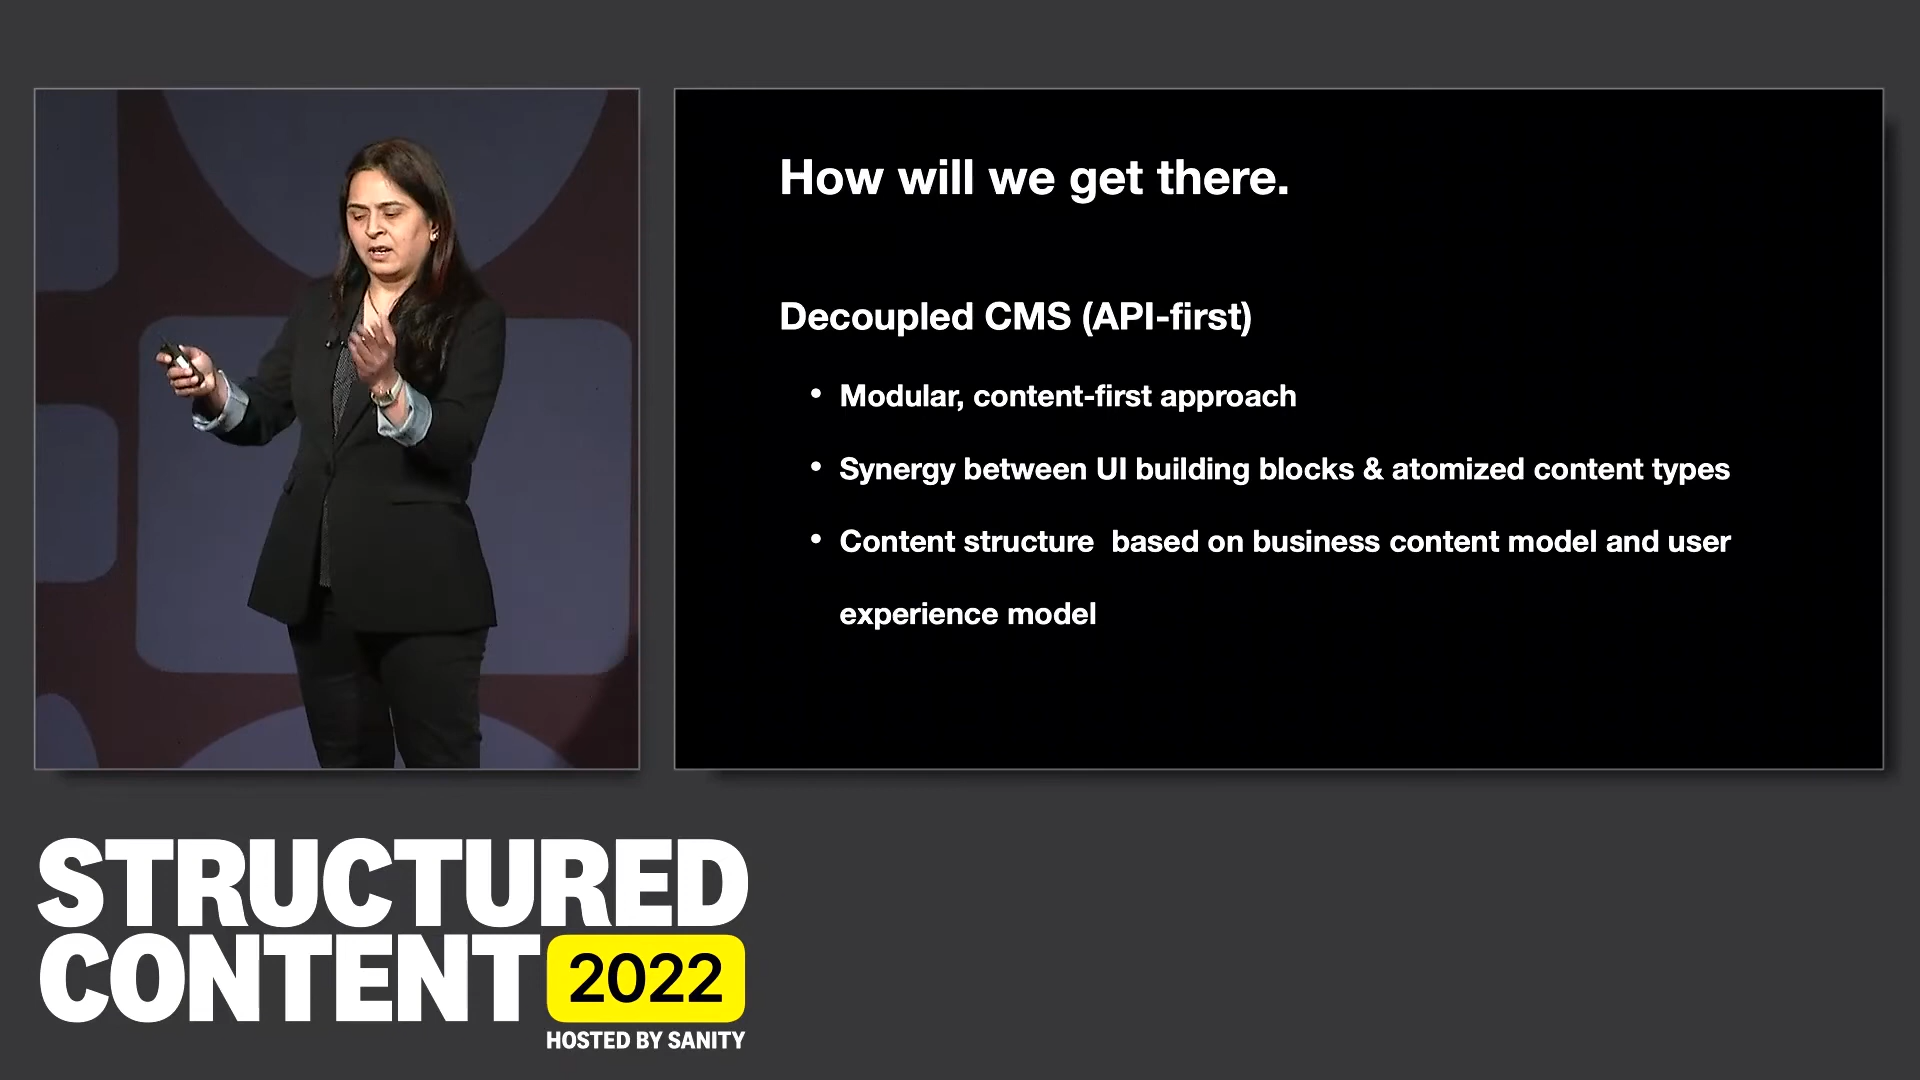 How will we get there.
Decoupled CMS (API-first)
• Modular, content-first approach
• Synergy between UI building blocks & atomized content types
• Content structure  based on business content model and user
experience model
STRUCTURED
CONTENT 2022
HOSTED BY SANITY